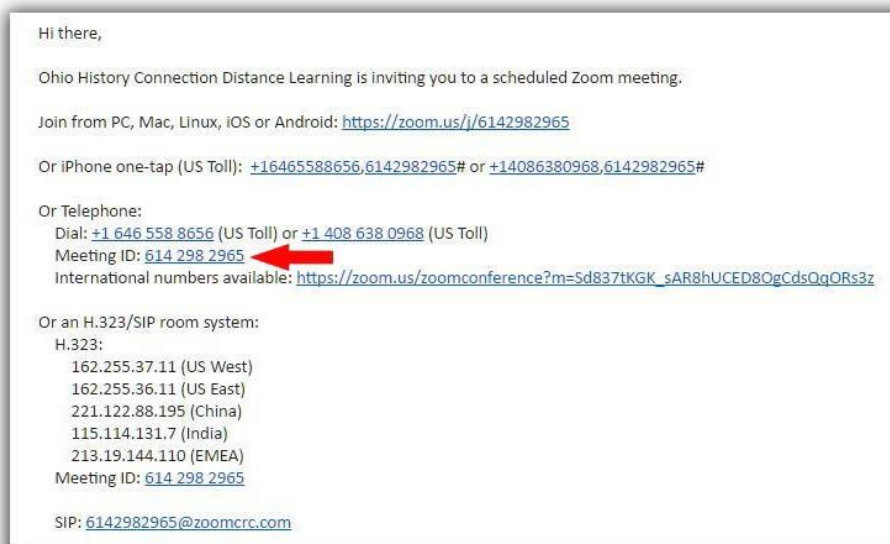 Hi there,
Ohio History Connection Distance Learning is inviting you to a scheduled Zoom meeting.
Join from PC, Mac, Linux, iOS or Android: https://zoom.us/j/6142982965
Or iPhone one-tap (US Toll): +16465588656,6142982965# or +14086380968,6142982965#
Or Telephone:
Dial: +1 646 558 8656 (US Toll) or +1 408 638 0968 (US Toll)
Meeting ID: 614 298 2965
International numbers available: https://zoom.us/zoomconference?m=Sd837tKGK_sAR8hUCED8OgCdsQqORs3z
Or an H.323/SIP room system:
H.323:
162.255.37.11 (US West)
162.255.36.11 (US East)
221.122.88.195 (China)
115.114.131.7 (India)
213.19.144.110 (EMEA)
Meeting ID: 614 298 2965
SIP: 6142982965@zoomcrc.com